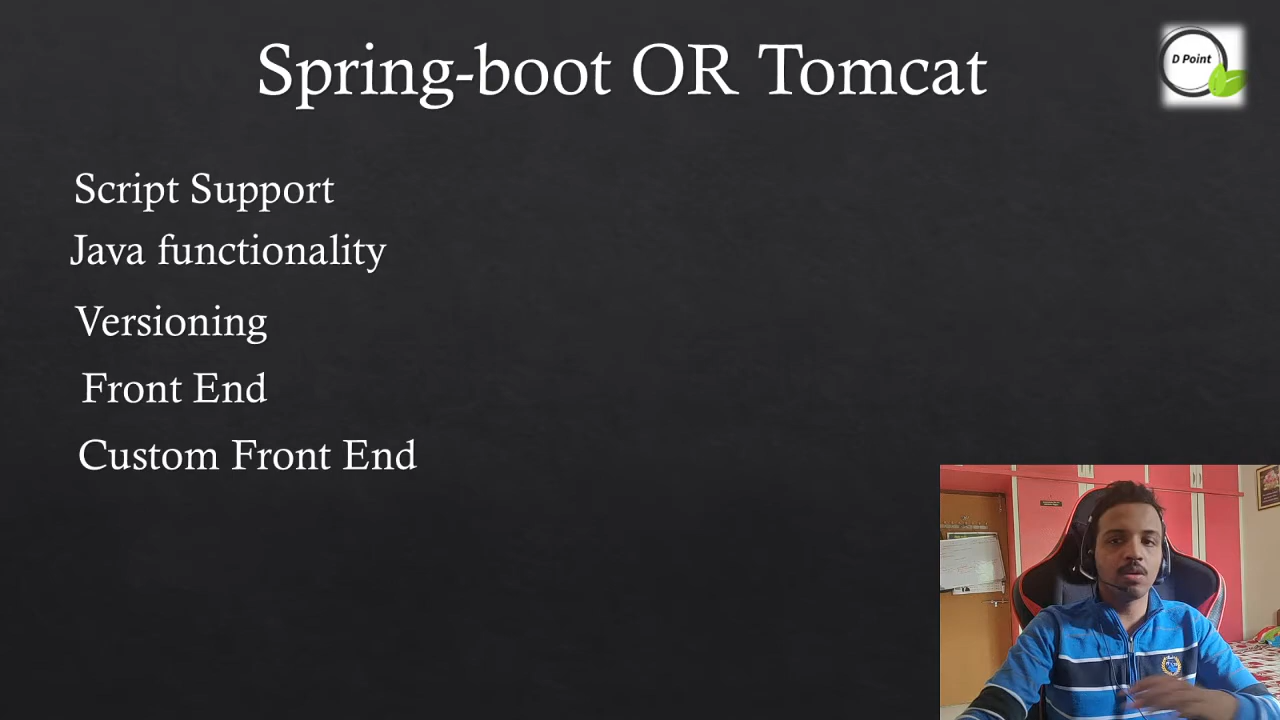 Spring-boot OR Tomcat
D Point
Script Support
Java functionality
Versioning
Front End
Custom Front End